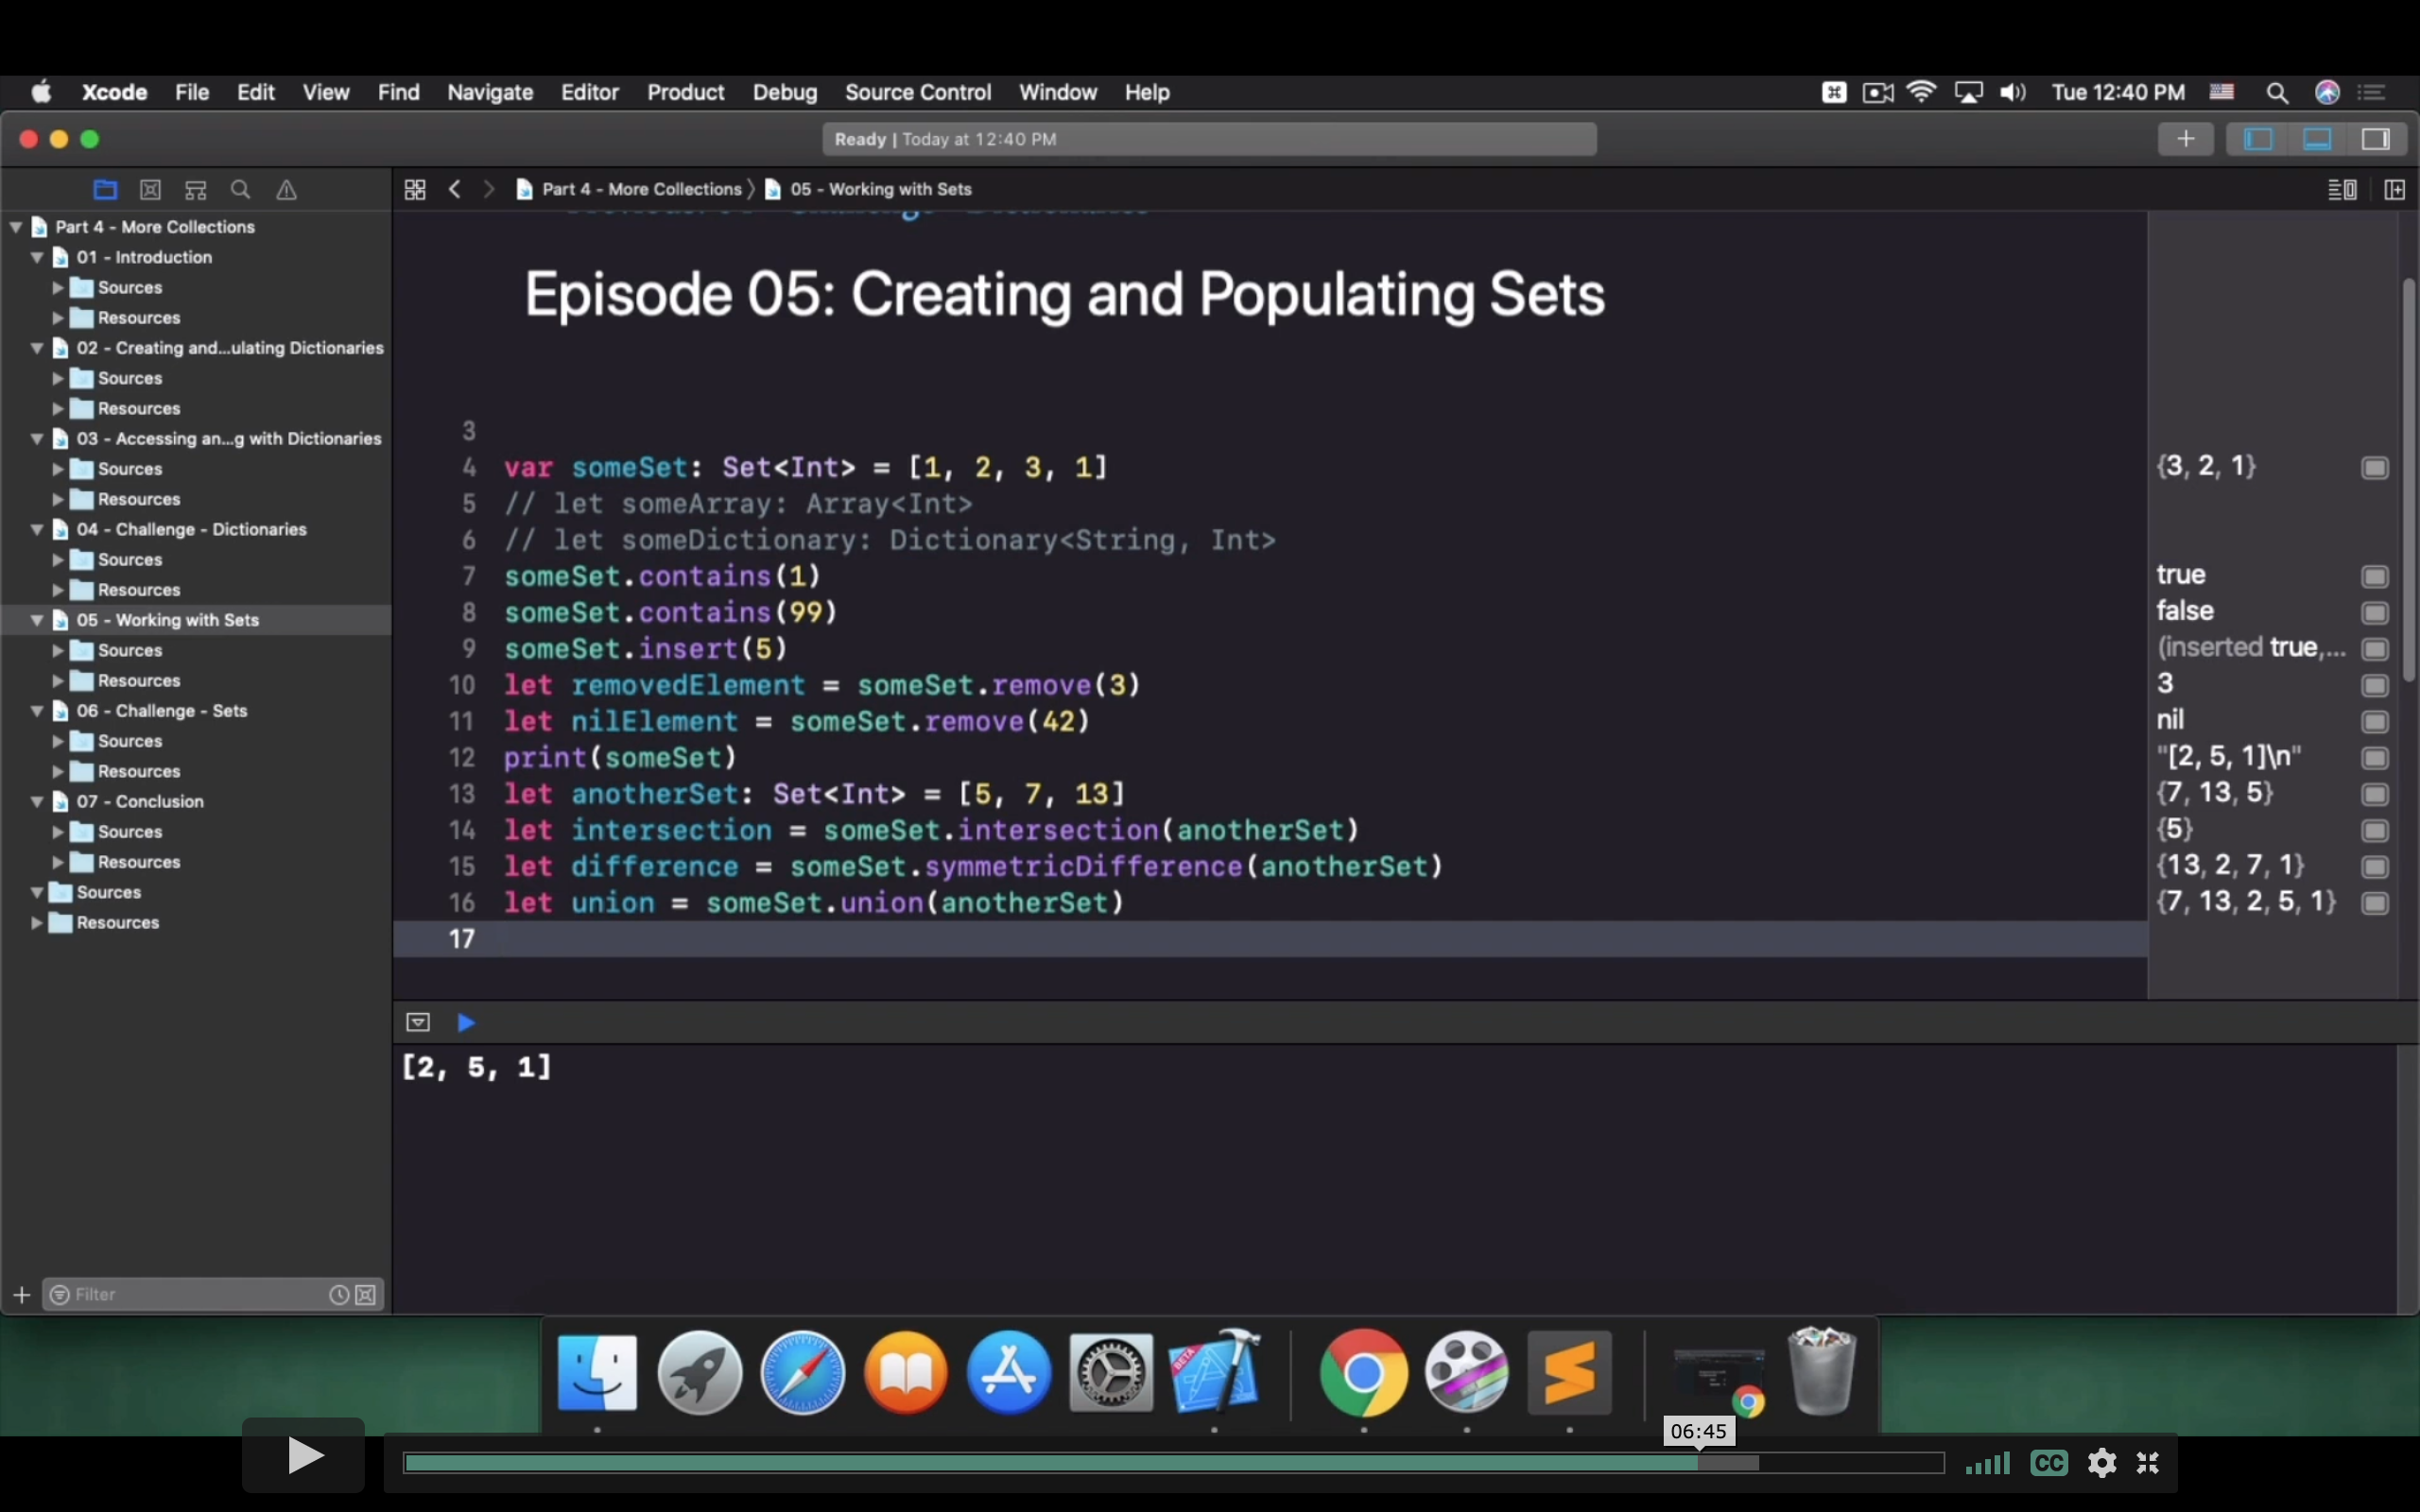 Xcode File Edit View Find Navigate Editor Product Debug Source Control Window Help Tue 12:40 PM
Ready | Today at 12:40 PM
Part 4 - More Collections 05 - Working with Sets
Part 4 - More Collections
01 - Introduction
Sources
Resources
02 - Creating and...ulating Dictionaries
Sources
Resources
03 - Accessing an...g with Dictionaries
Sources
Resources
04 - Challenge - Dictionaries
Sources
Resources
05 - Working with Sets
Sources
Resources
06 - Challenge - Sets
Sources
Resources
07 - Conclusion
Sources
Resources
Sources
Resources
Filter
Episode 05: Creating and Populating Sets
3
4 var someSet: Set<Int> = [1, 2, 3, 1] {3, 2, 1}
5 // let someArray: Array<Int>
6 // let someDictionary: Dictionary<String, Int>
7 someSet.contains(1) true
8 someSet.contains(99) false
9 someSet.insert(5) (inserted true,...
10 let removedElement = someSet.remove(3) 3
11 let nilElement = someSet.remove(42) nil
12 print(someSet) "[2, 5, 1]\n"
13 let anotherSet: Set<Int> = [5, 7, 13] {7, 13, 5}
14 let intersection = someSet.intersection(anotherSet) {5}
15 let difference = someSet.symmetricDifference(anotherSet) {13, 2, 7, 1}
16 let union = someSet.union(anotherSet) {7, 13, 2, 5, 1}
17
[2, 5, 1]
BETA
06:45
CC